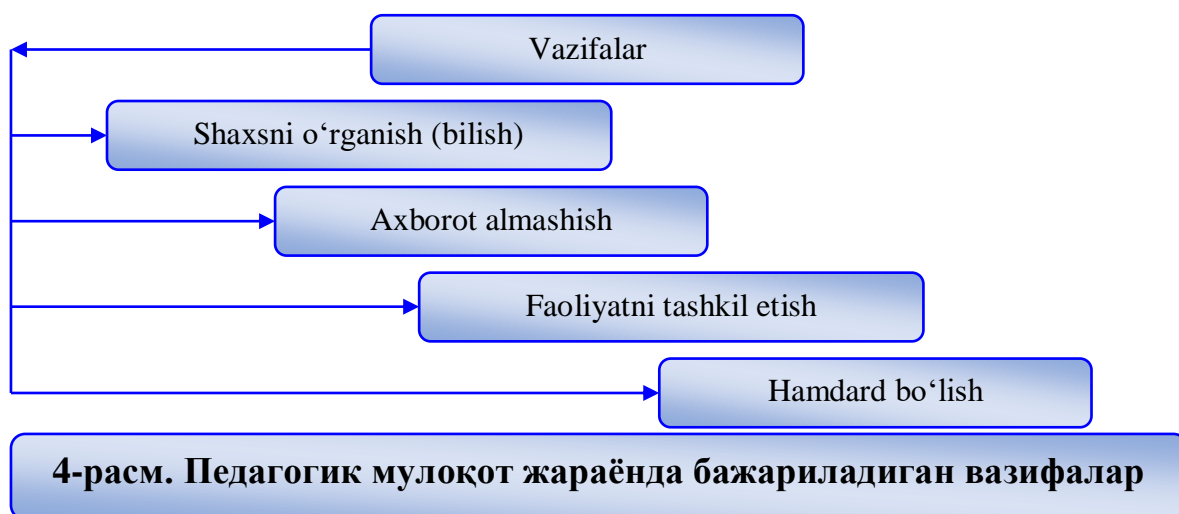 Vazifalar
Shaxsni o‘rganish (bilish)
Axborot almashish
Faoliyatni tashkil etish
Hamdard bo‘lish
4-расм. Педагогик мулоқот жараёнда бажариладиган вазифалар